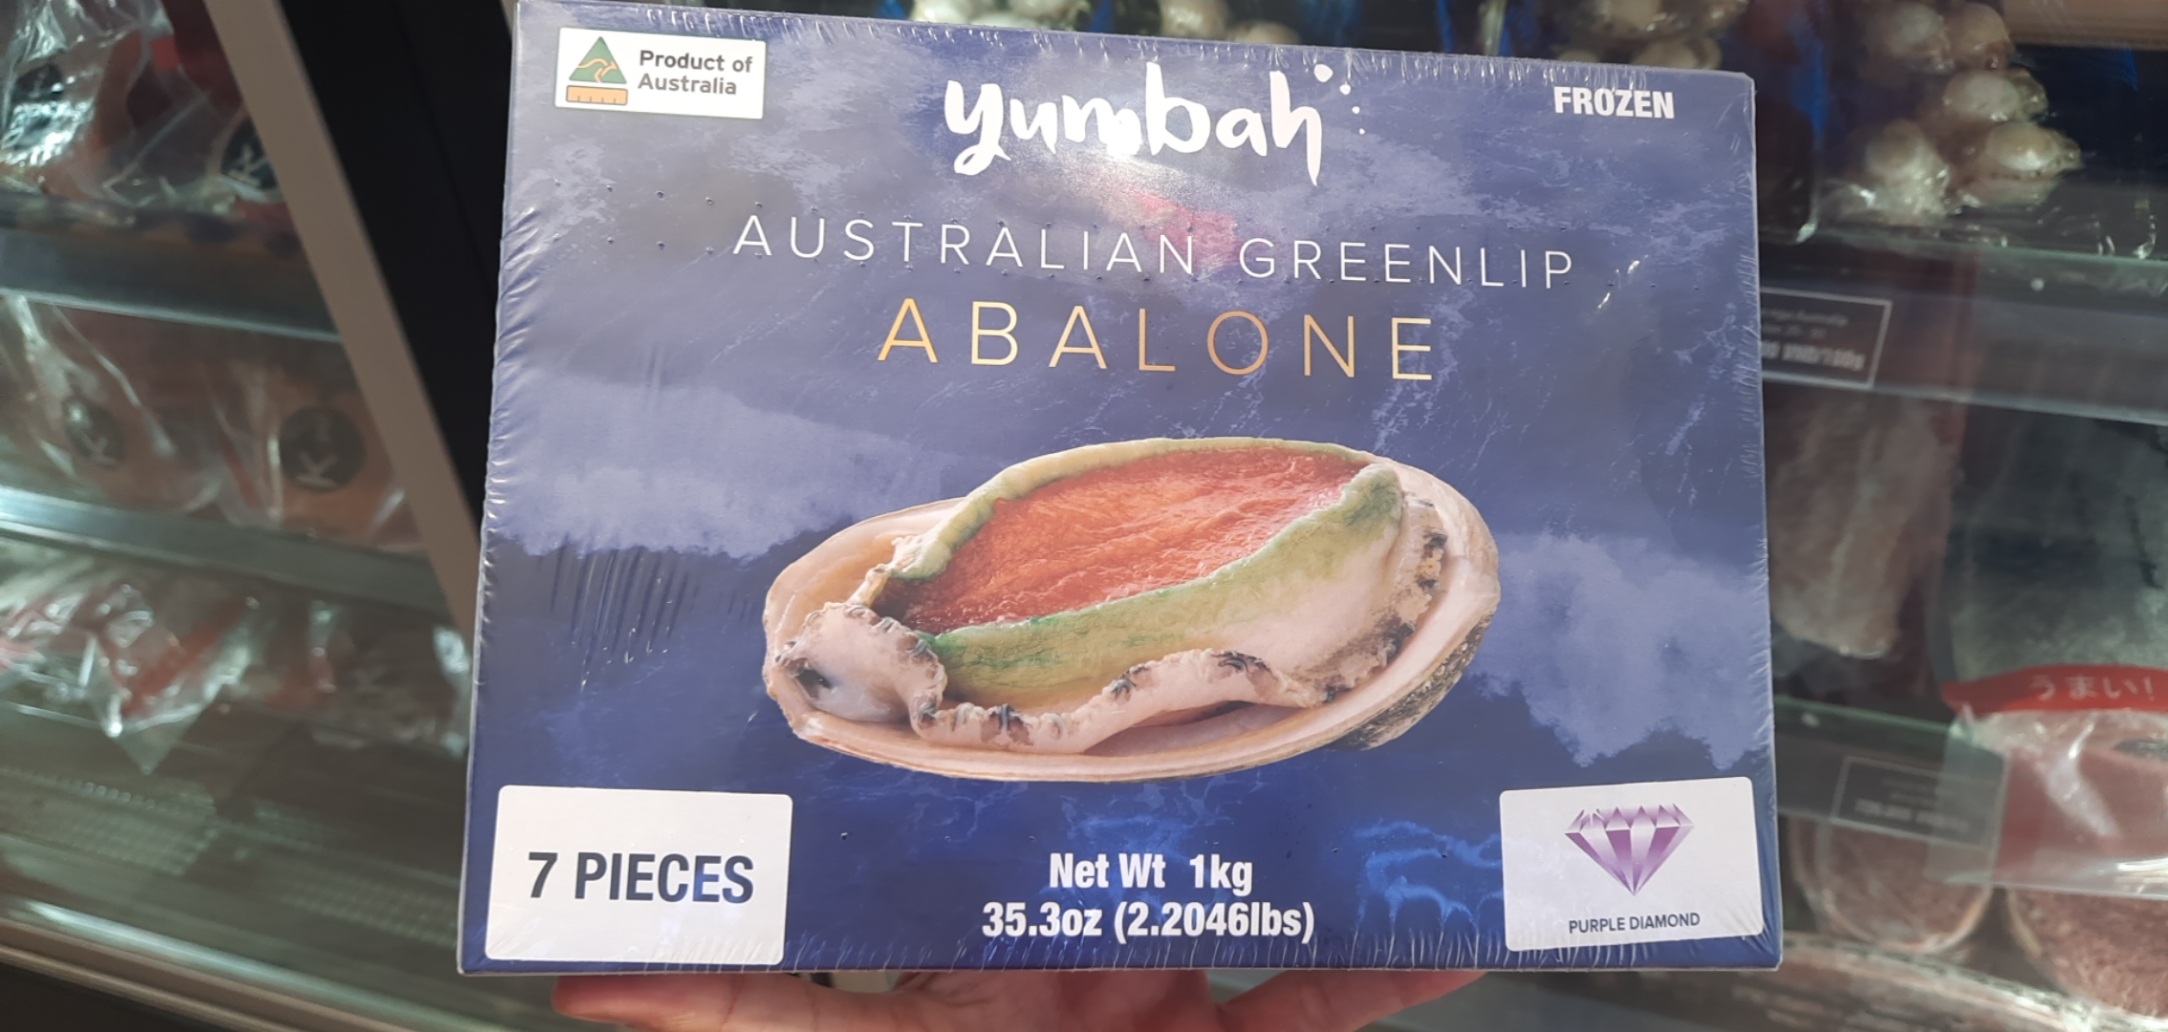 Product of
Australia
yumbah
FROZEN
AUSTRALIAN GREENLIP
ABALONE
7 PIECES
Net Wt 1kg
35.3oz (2.2046lbs)
PURPLE DIAMOND
うまい!
K
K